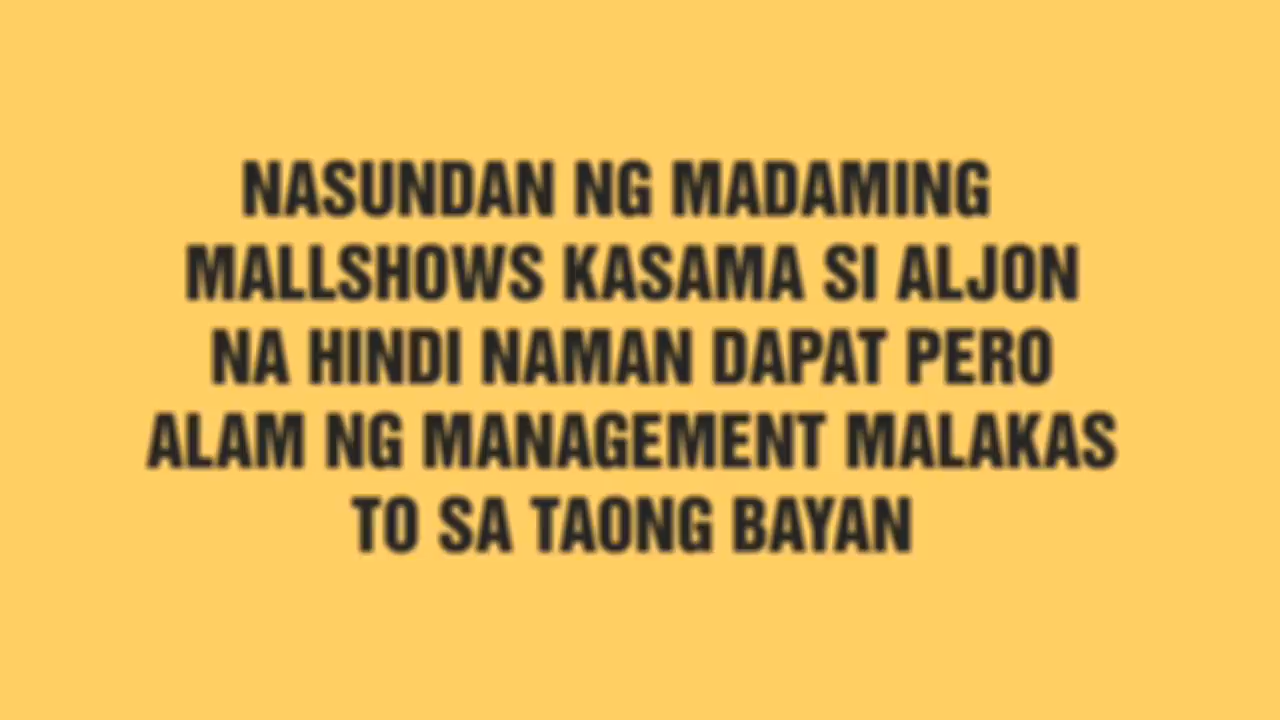 NASUNDAN NG MADAMING
MALLSHOWS KASAMA SI ALJON
NA HINDI NAMAN DAPAT PERO
ALAM NG MANAGEMENT MALAKAS
TO SA TAONG BAYAN